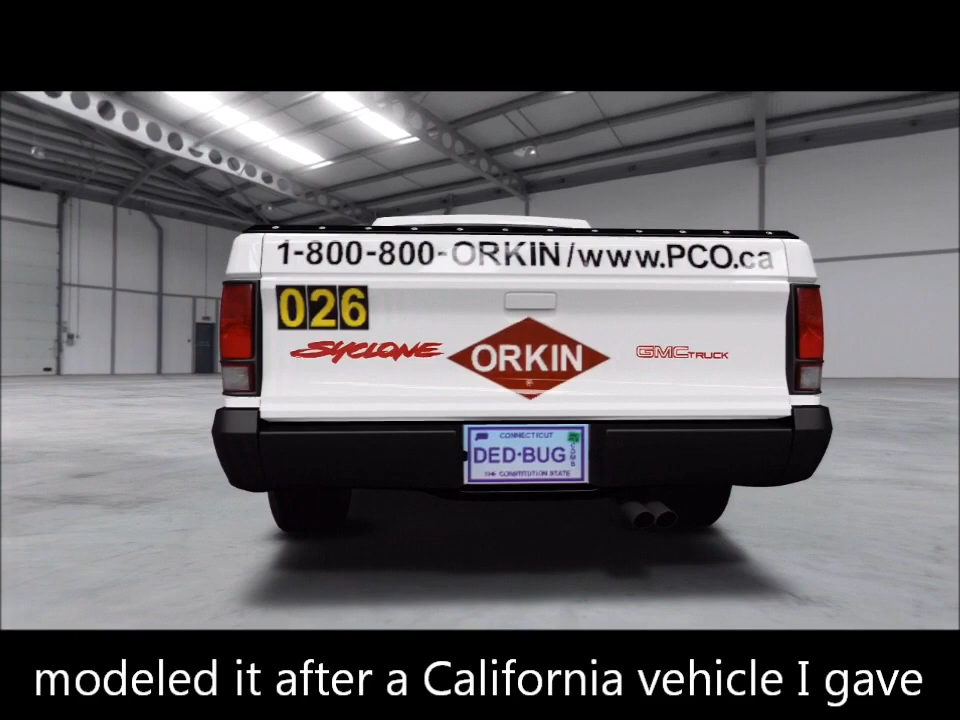 1-800-800-ORKIN/www.PCO.ca
026
SYCLONE
ORKIN
GMC TRUCK
CONNECTICUT
DED·BUG
THE CONSTITUTION STATE
modeled it after a California vehicle I gave